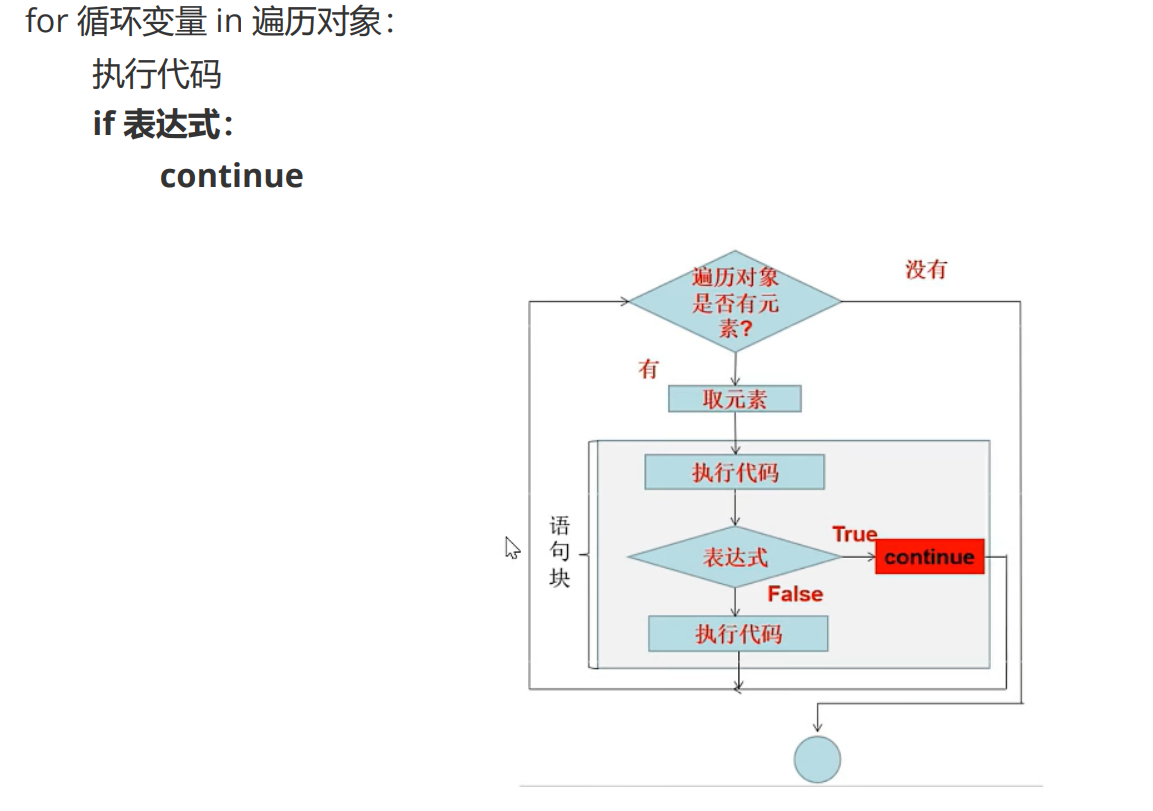 for 循环变量 in 遍历对象：
执行代码
if 表达式：
continue
遍历对象
是否有元
素?
没有
有
取元素
执行代码
语
句
块
表达式
True
continue
False
执行代码